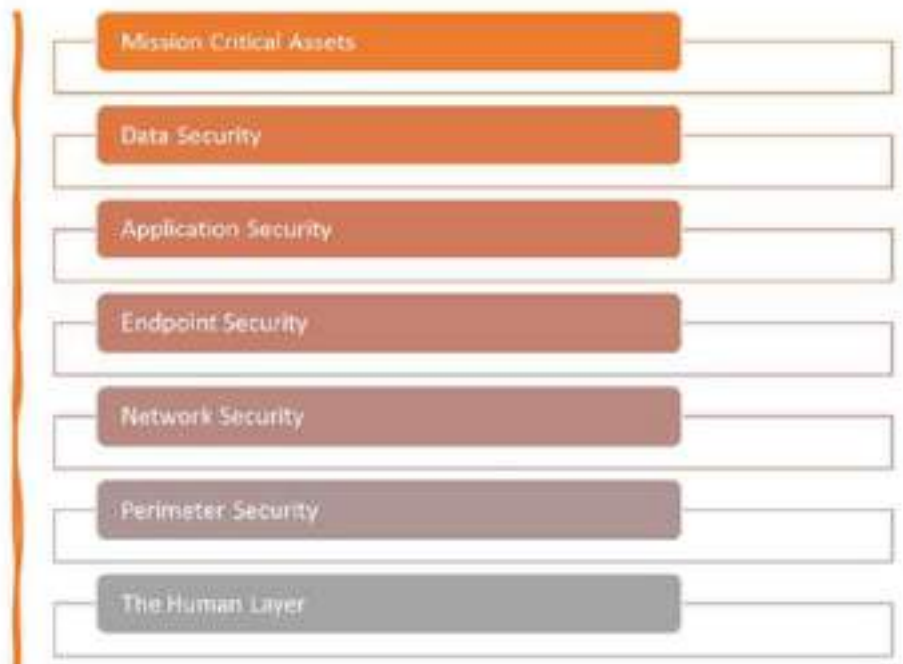 Mission Critical Assets
Data Security
Application Security
Endpoint Security
Network Security
Perimeter Security
The Human Layer